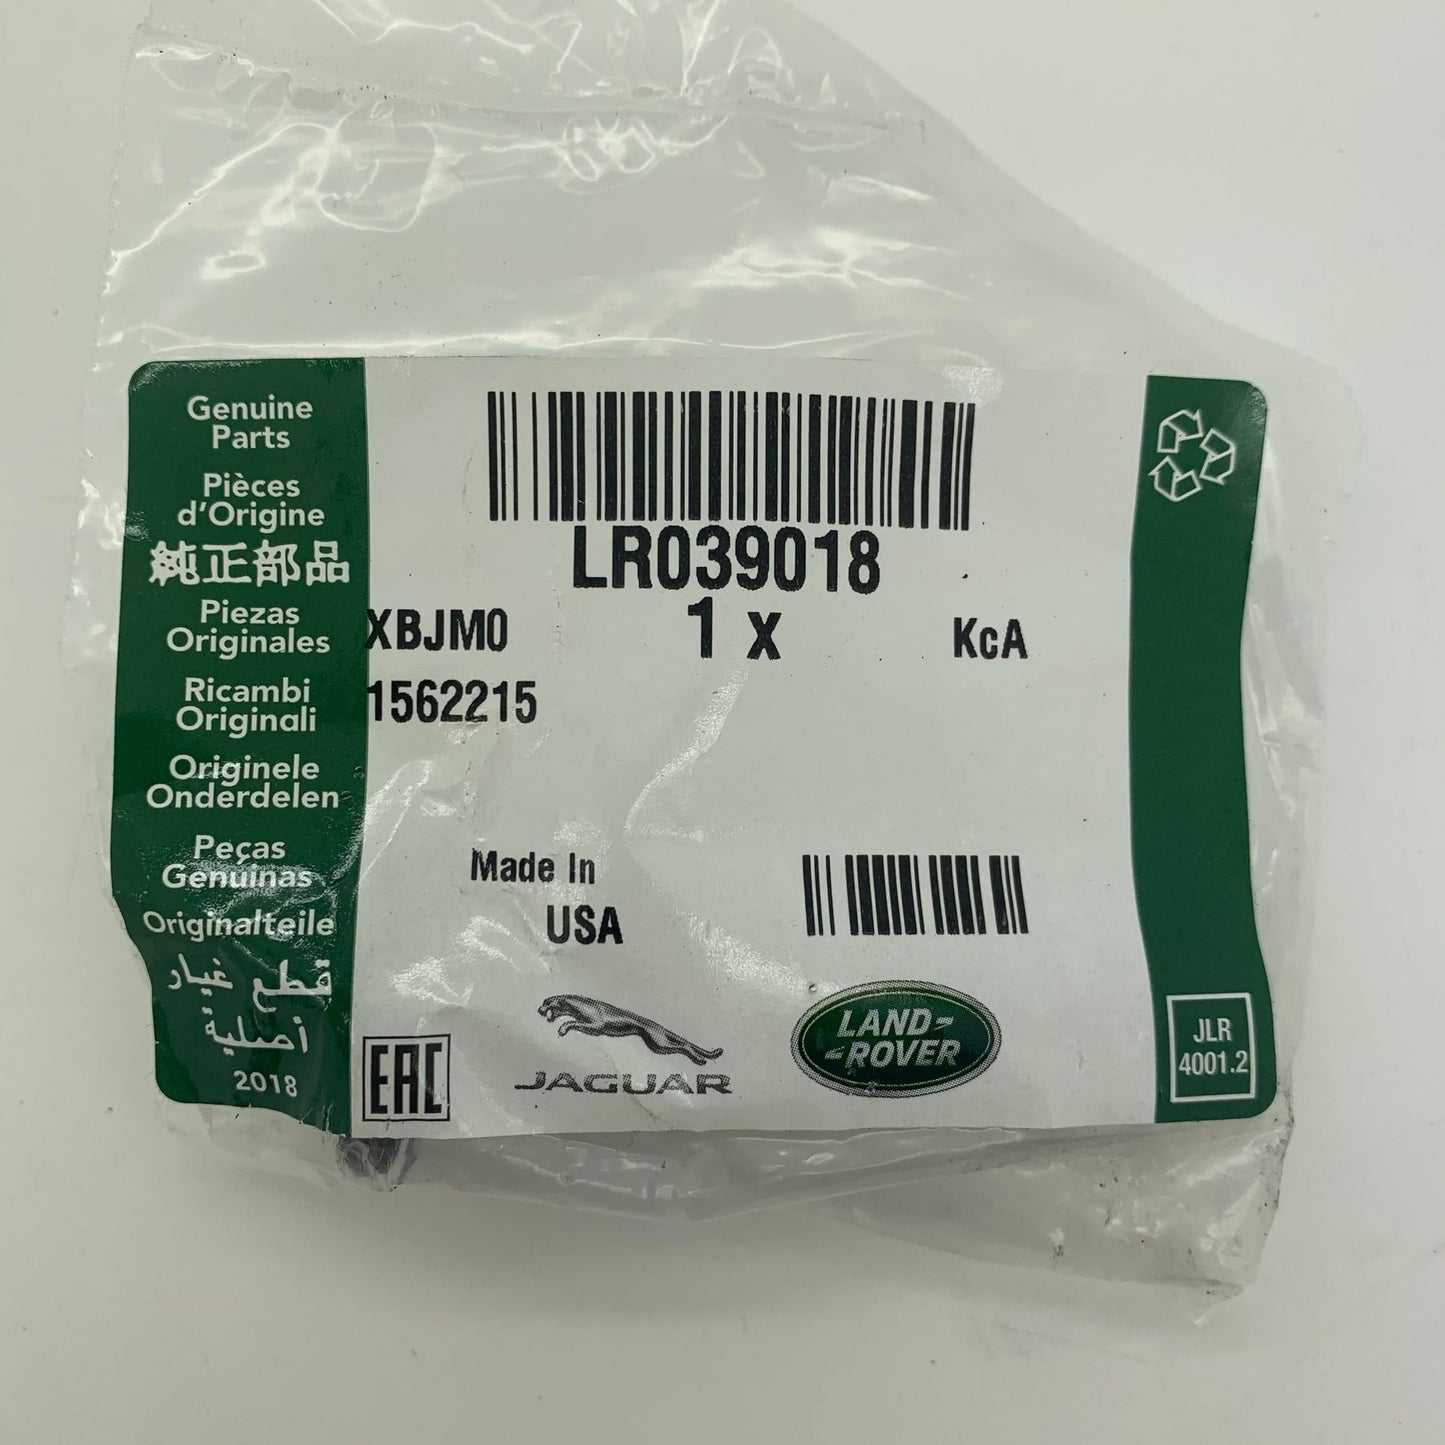 Genuine
Parts
Pièces
d'Origine
純正部品
Piezas
Originales
Ricambi
Originali
Originele
Onderdelen
Peças
Genuinas
Originalteile
قطع غيار
أصلية
2018
LR039018
XBJM0 1 x KcA
1562215
Made In
USA
EAC
JAGUAR
LAND-
-ROVER
JLR
4001.2